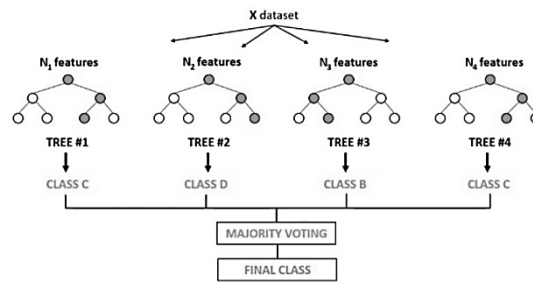 X dataset
N₁ features N₂ features N₃ features N₄ features
TREE #1 TREE #2 TREE #3 TREE #4
CLASS C CLASS D CLASS B CLASS C
MAJORITY VOTING
FINAL CLASS